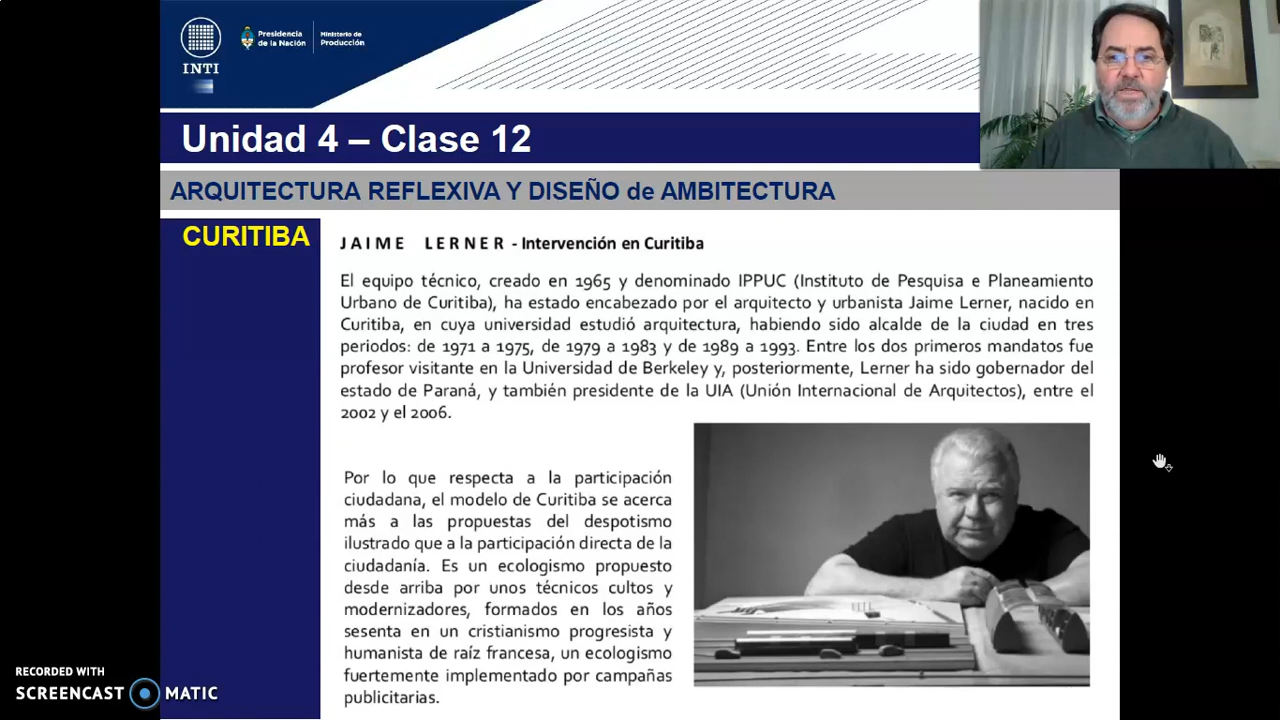 INTI
Presidencia
de la Nación
Ministerio de
Producción
Unidad 4 – Clase 12
ARQUITECTURA REFLEXIVA Y DISEÑO de AMBITECTURA
CURITIBA
JAIME LERNER - Intervención en Curitiba
El equipo técnico, creado en 1965 y denominado IPPUC (Instituto de Pesquisa e Planeamiento
Urbano de Curitiba), ha estado encabezado por el arquitecto y urbanista Jaime Lerner, nacido en
Curitiba, en cuya universidad estudió arquitectura, habiendo sido alcalde de la ciudad en tres
periodos: de 1971 a 1975, de 1979 a 1983 y de 1989 a 1993. Entre los dos primeros mandatos fue
profesor visitante en la Universidad de Berkeley y, posteriormente, Lerner ha sido gobernador del
estado de Paraná, y también presidente de la UIA (Unión Internacional de Arquitectos), entre el
2002 y el 2006.
Por lo que respecta a la participación
ciudadana, el modelo de Curitiba se acerca
más a las propuestas del despotismo
ilustrado que a la participación directa de la
ciudadanía. Es un ecologismo propuesto
desde arriba por unos técnicos cultos y
modernizadores, formados en los años
sesenta en un cristianismo progresista y
humanista de raíz francesa, un ecologismo
fuertemente implementado por campañas
publicitarias.
RECORDED WITH
SCREENCAST MATIC